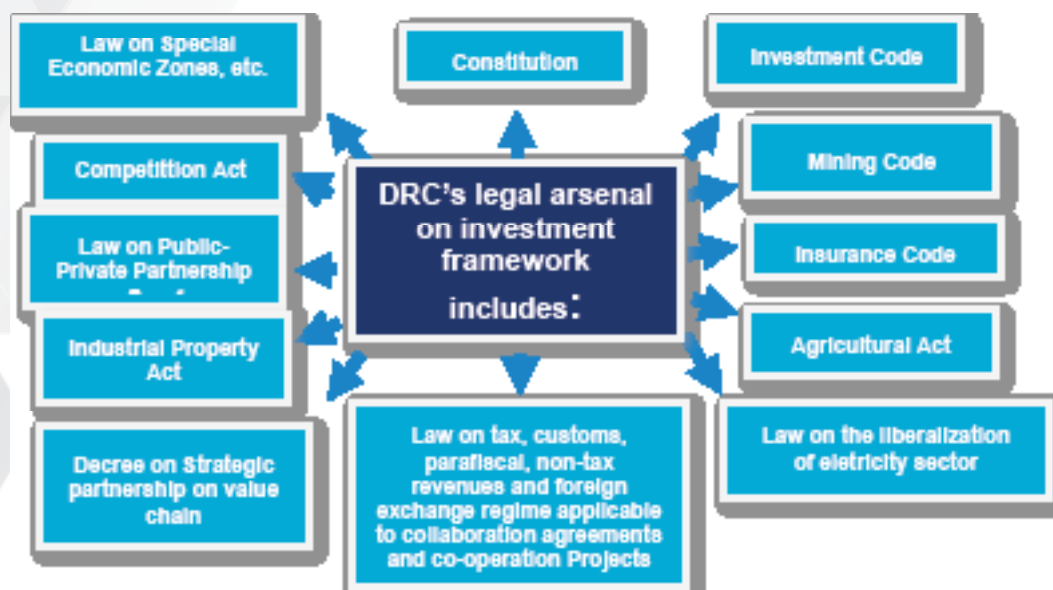 Law on Special
Economic Zones, etc.
Constitution
Investment Code
Competittion Act
Mining Code
DRC's legal arsenal
on investment
framework
includes:
Law on Public-
Private Partnership
Insurance Code
Industrial Property
Act
Agricultural Act
Decree on Strategic
partnership on value
chain
Law on tax, customs,
parafiscal, non-tax
revenues and foreign
exchange regime applicable
to collaboration agreements
and co-operation Projects
Law on the liberalization
of eletricity sector